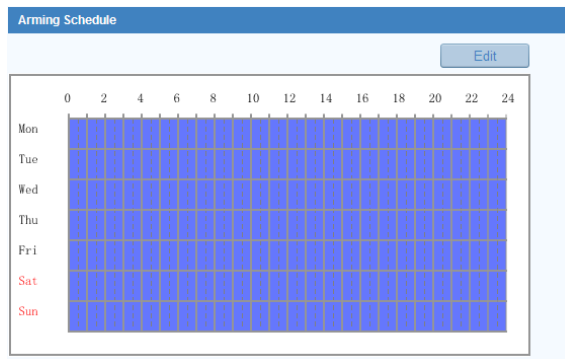 Arming Schedule
Edit
0 2 4 6 8 10 12 14 16 18 20 22 24
Mon
Tue
Wed
Thu
Fri
Sat
Sun